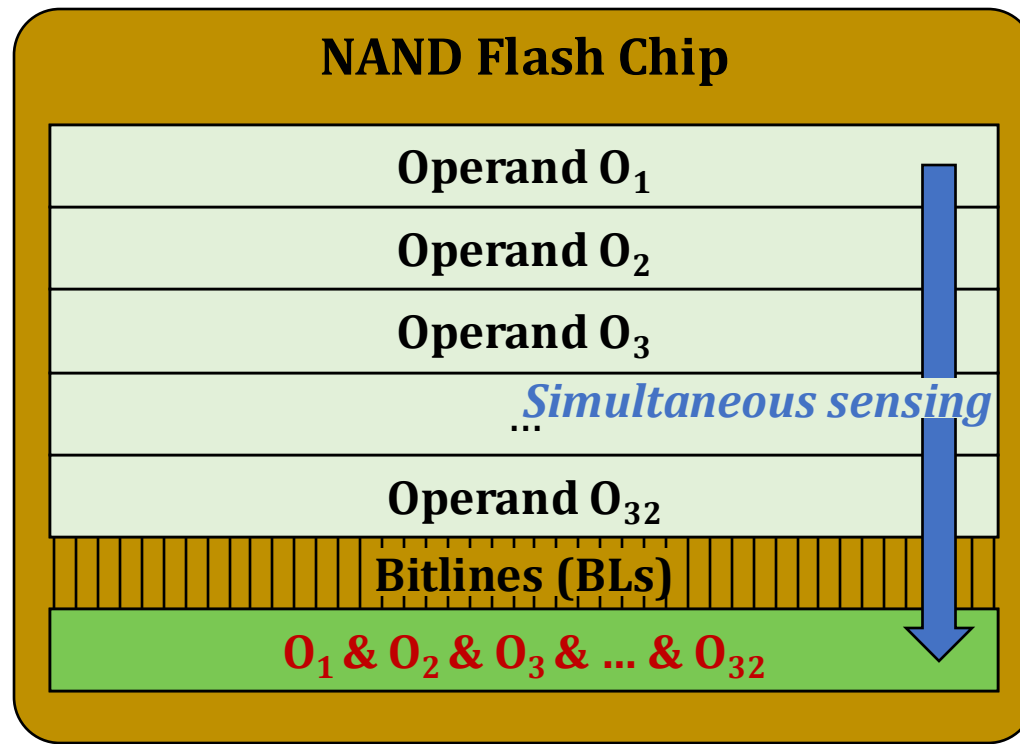 NAND Flash Chip
Operand O₁
Operand O₂
Operand O₃
Simultaneous sensing
...
Operand O₃₂
Bitlines (BLs)
O₁ & O₂ & O₃ & ... & O₃₂